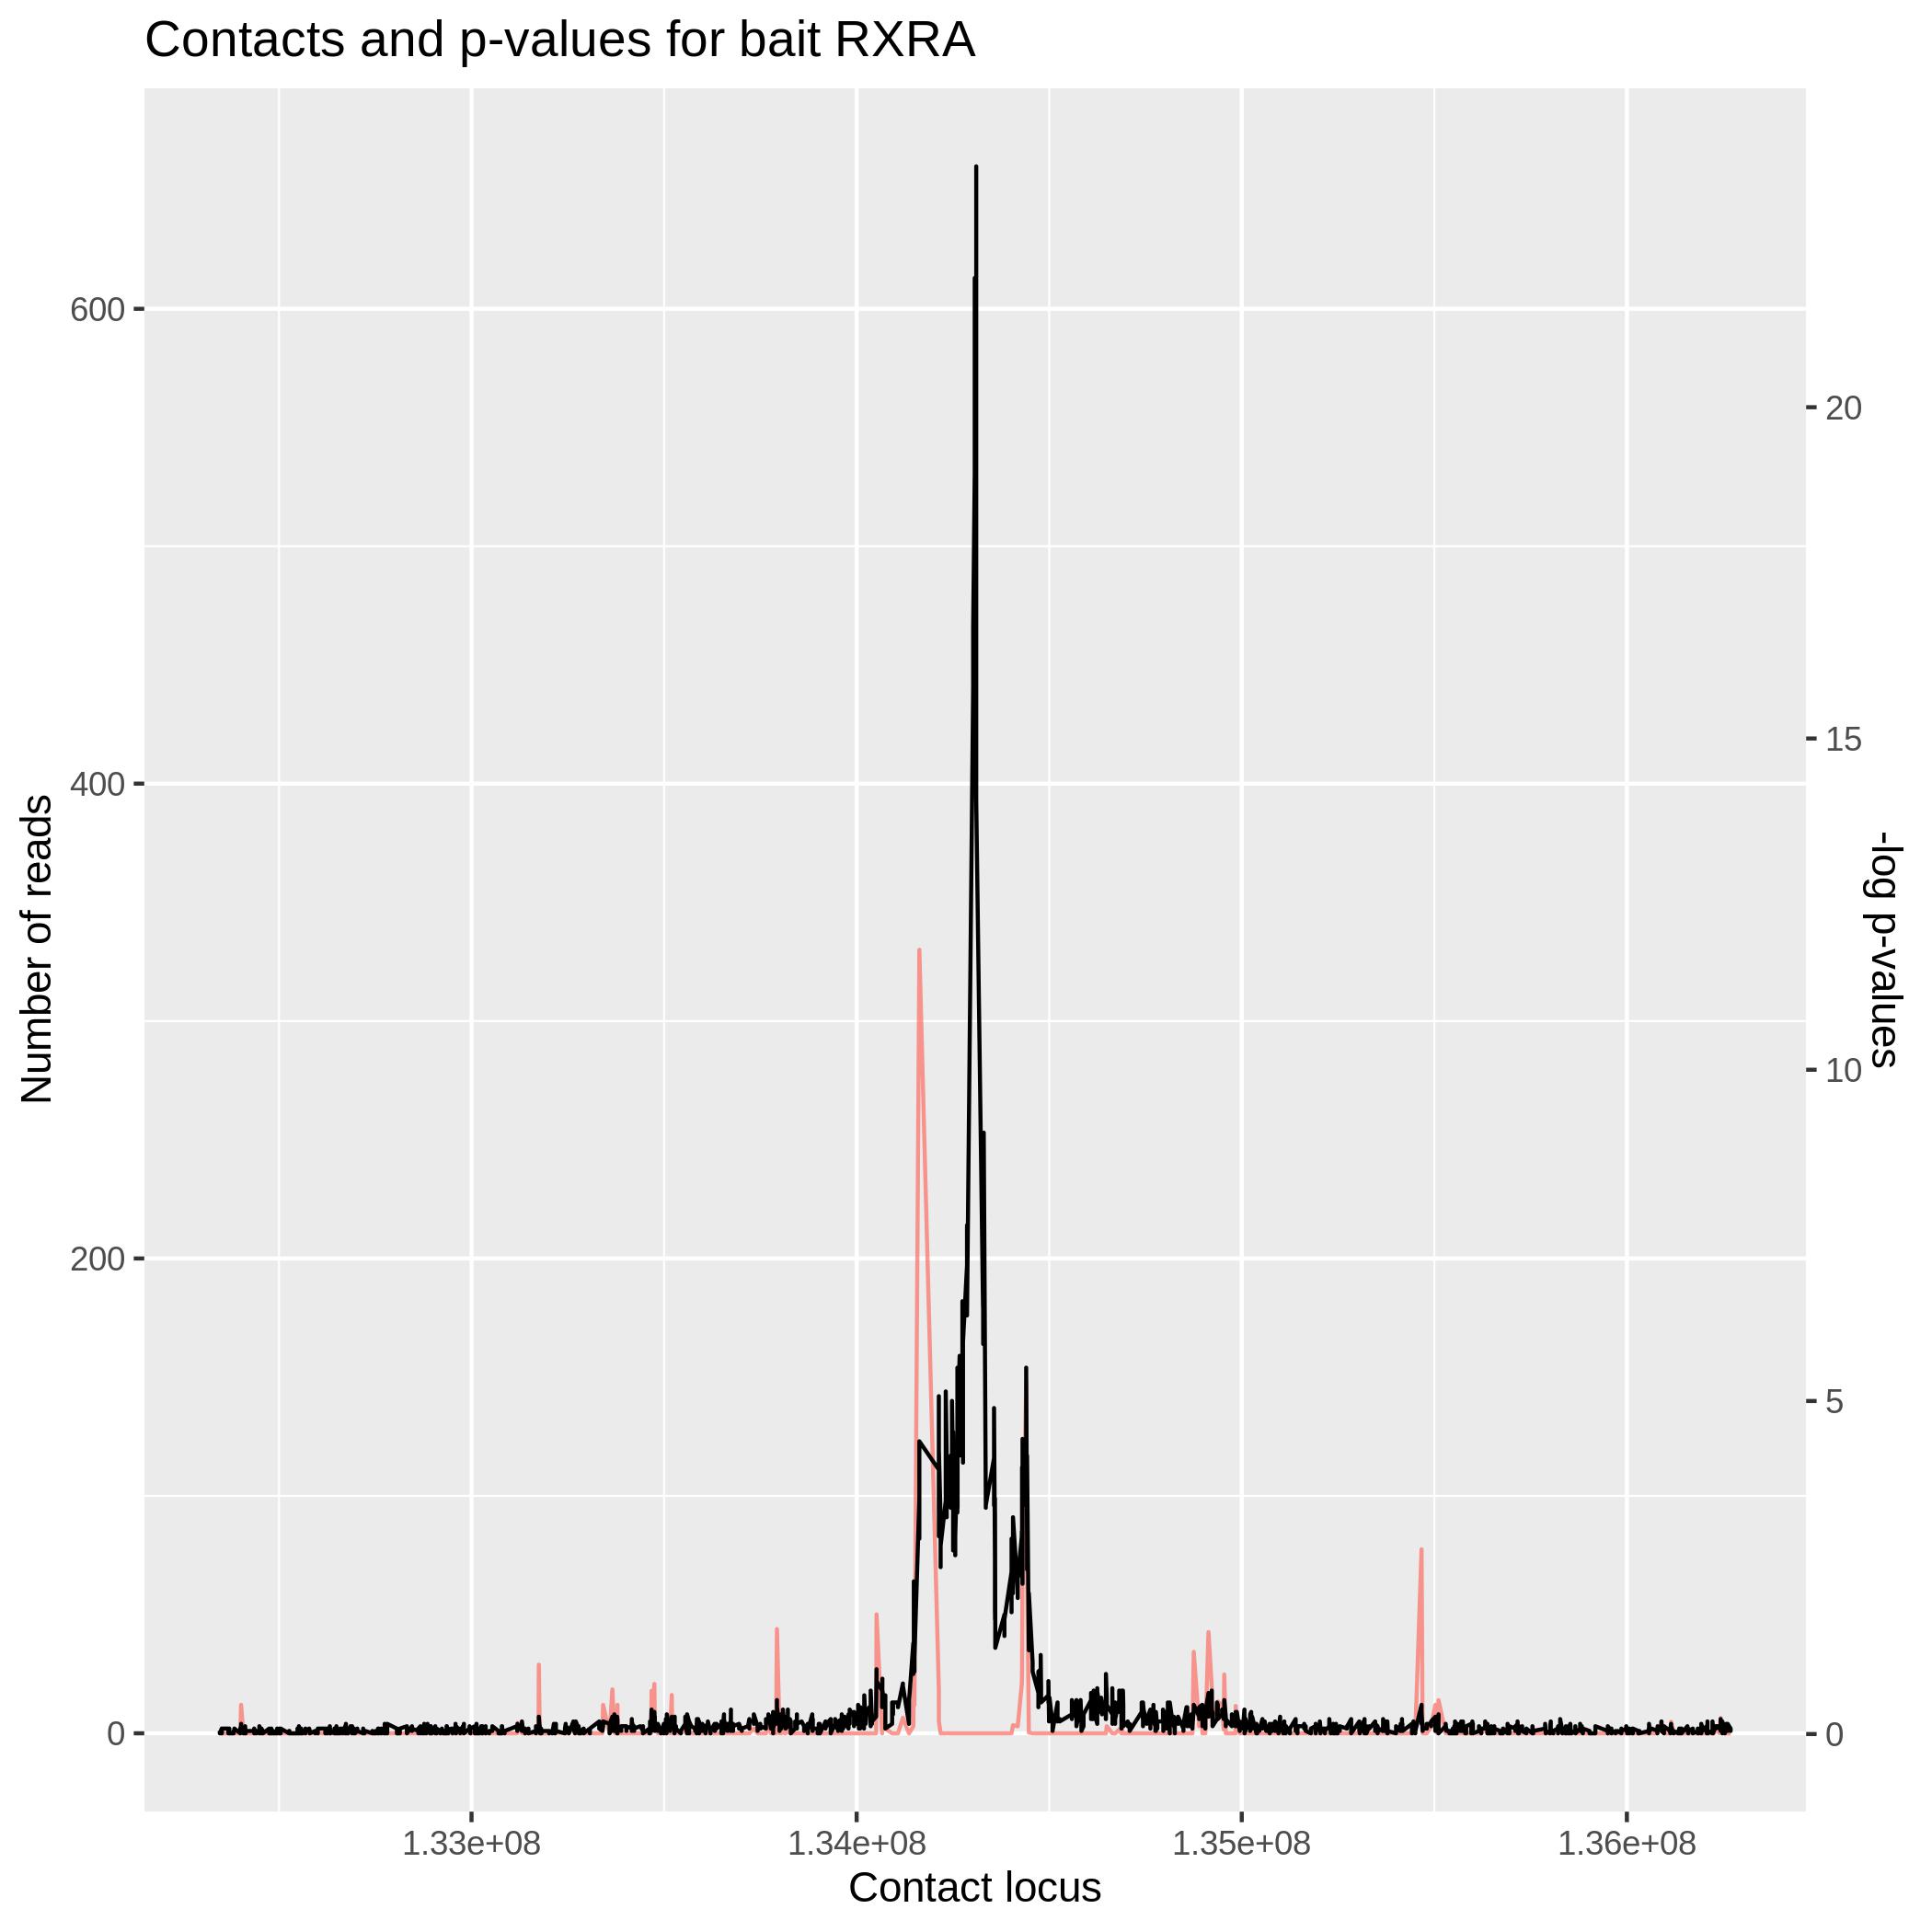 Contacts and p-values for bait RXRA
Number of reads
600
400
200
0
20
15
10
5
0
-log p-values
1.33e+08
1.34e+08
1.35e+08
1.36e+08
Contact locus